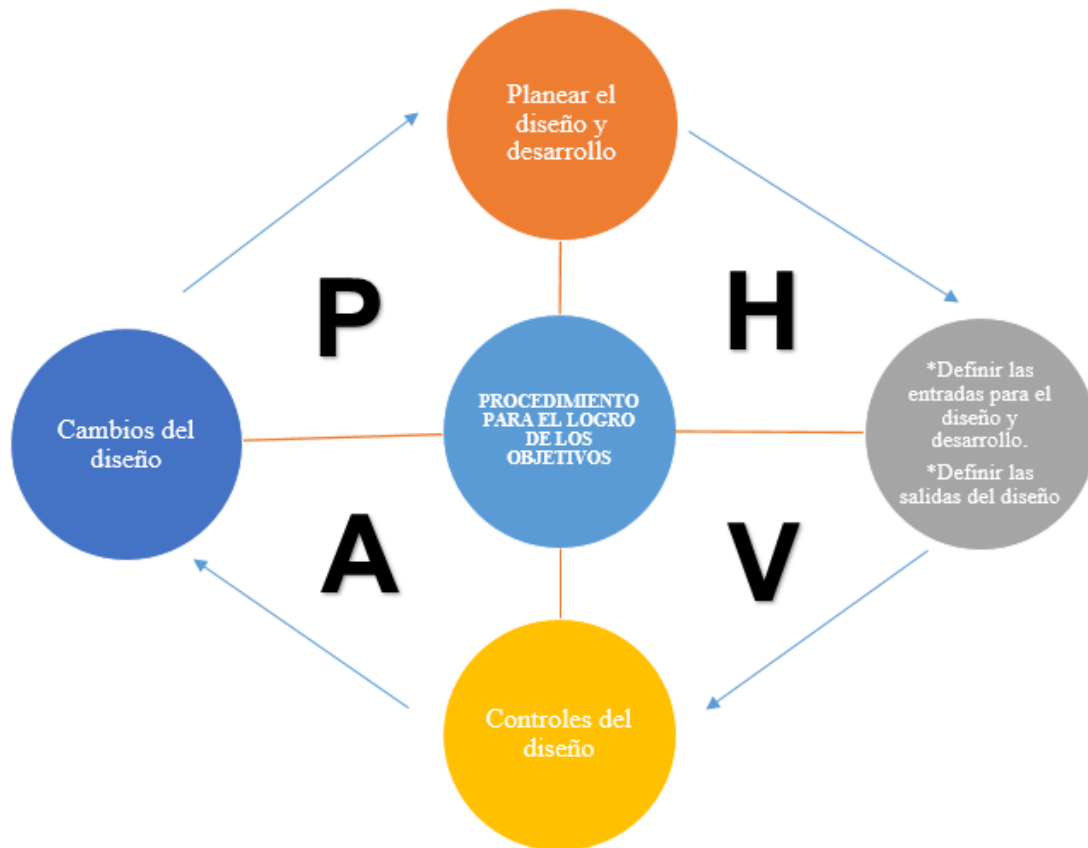 Planear el
diseño y
desarrollo
P
H
*Definir las
entradas para el
diseño y
desarrollo.
*Definir las
salidas del diseño
PROCEDIMIENTO
PARA EL LOGRO
DE LOS
OBJETIVOS
Cambios del
diseño
A
V
Controles del
diseño